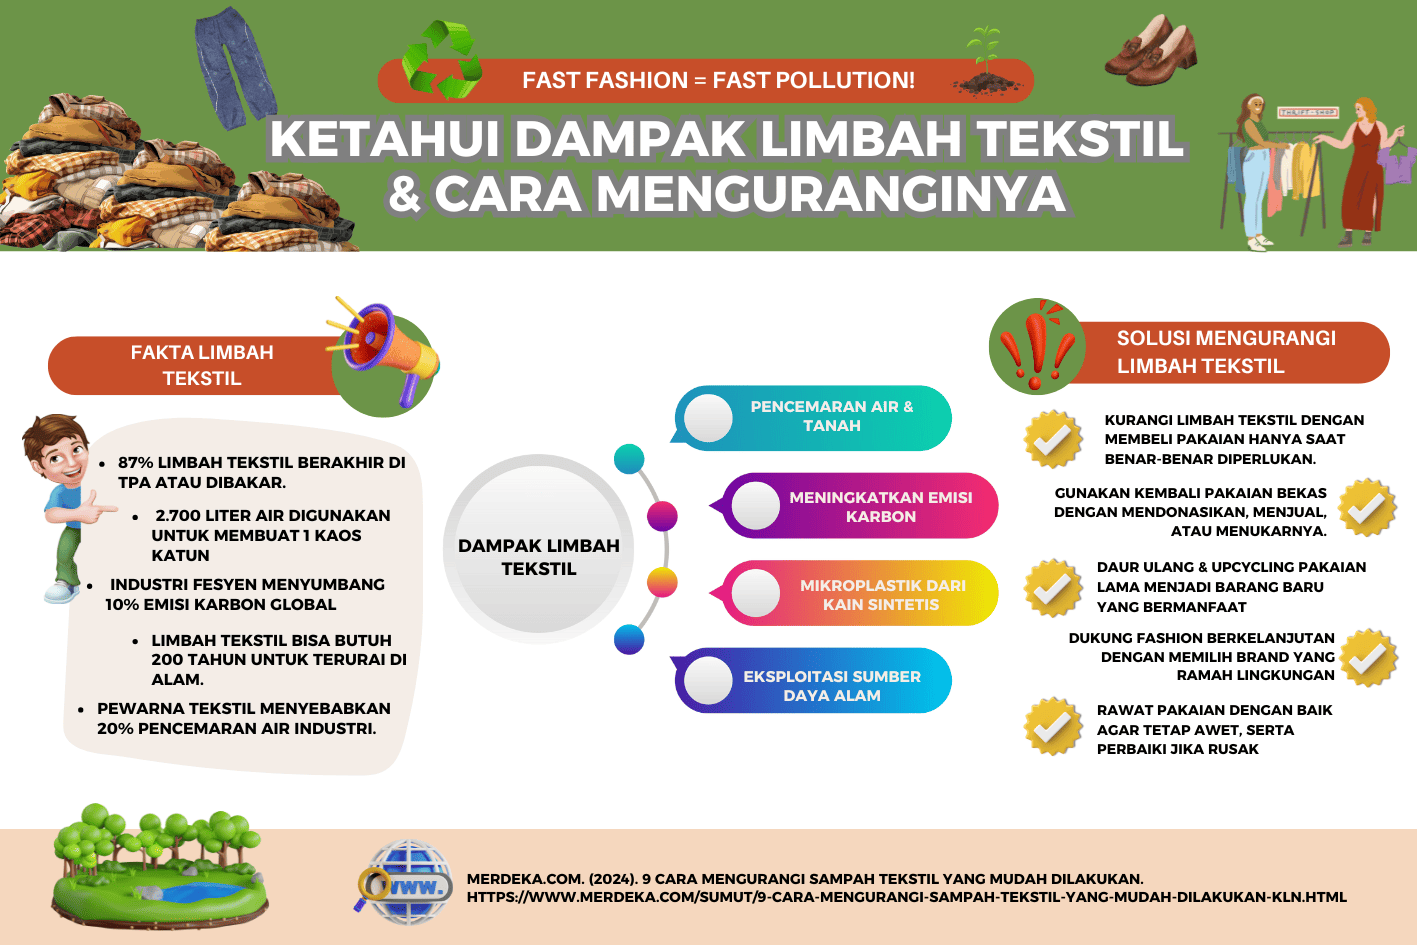 FAST FASHION = FAST POLLUTION!
KETAHUI DAMPAK LIMBAH TEKSTIL
& CARA MENGURANGINYA
THRIFT SHOP
FAKTA LIMBAH
TEKSTIL
• 87% LIMBAH TEKSTIL BERAKHIR DI
TPA ATAU DIBAKAR.
• 2.700 LITER AIR DIGUNAKAN
UNTUK MEMBUAT 1 KAOS
KATUN
• INDUSTRI FESYEN MENYUMBANG
10% EMISI KARBON GLOBAL
• LIMBAH TEKSTIL BISA BUTUH
200 TAHUN UNTUK TERURAI DI
ALAM.
• PEWARNA TEKSTIL MENYEBABKAN
20% PENCEMARAN AIR INDUSTRI.
DAMPAK LIMBAH
TEKSTIL
PENCEMARAN AIR &
TANAH
MENINGKATKAN EMISI
KARBON
MIKROPLASTIK DARI
KAIN SINTETIS
EKSPLOITASI SUMBER
DAYA ALAM
SOLUSI MENGURANGI
LIMBAH TEKSTIL
KURANGI LIMBAH TEKSTIL DENGAN
MEMBELI PAKAIAN HANYA SAAT
BENAR-BENAR DIPERLUKAN.
GUNAKAN KEMBALI PAKAIAN BEKAS
DENGAN MENDONASIKAN, MENJUAL,
ATAU MENUKARNYA.
DAUR ULANG & UPCYCLING PAKAIAN
LAMA MENJADI BARANG BARU
YANG BERMANFAAT
DUKUNG FASHION BERKELANJUTAN
DENGAN MEMILIH BRAND YANG
RAMAH LINGKUNGAN
RAWAT PAKAIAN DENGAN BAIK
AGAR TETAP AWET, SERTA
PERBAIKI JIKA RUSAK
WWW.
MERDEKA.COM. (2024). 9 CARA MENGURANGI SAMPAH TEKSTIL YANG MUDAH DILAKUKAN.
HTTPS://WWW.MERDEKA.COM/SUMUT/9-CARA-MENGURANGI-SAMPAH-TEKSTIL-YANG-MUDAH-DILAKUKAN-KLN.HTML